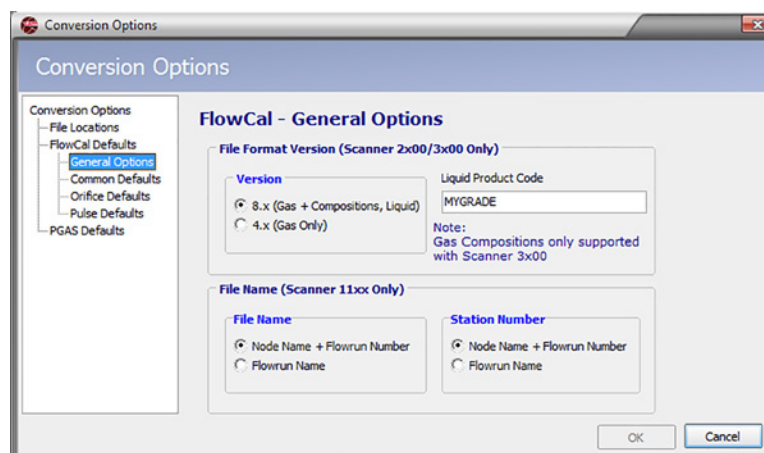 Conversion Options
Conversion Options
Conversion Options
File Locations
FlowCal Defaults
General Options
Common Defaults
Orifice Defaults
Pulse Defaults
PGAS Defaults
FlowCal - General Options
File Format Version (Scanner 2x00/3x00 Only)
Version
8.x (Gas + Compositions, Liquid)
4.x (Gas Only)
Liquid Product Code
MYGRADE
Note:
Gas Compositions only supported
with Scanner 3x00
File Name (Scanner 11xx Only)
File Name
Node Name + Flowrun Number
Flowrun Name
Station Number
Node Name + Flowrun Number
Flowrun Name
OK
Cancel